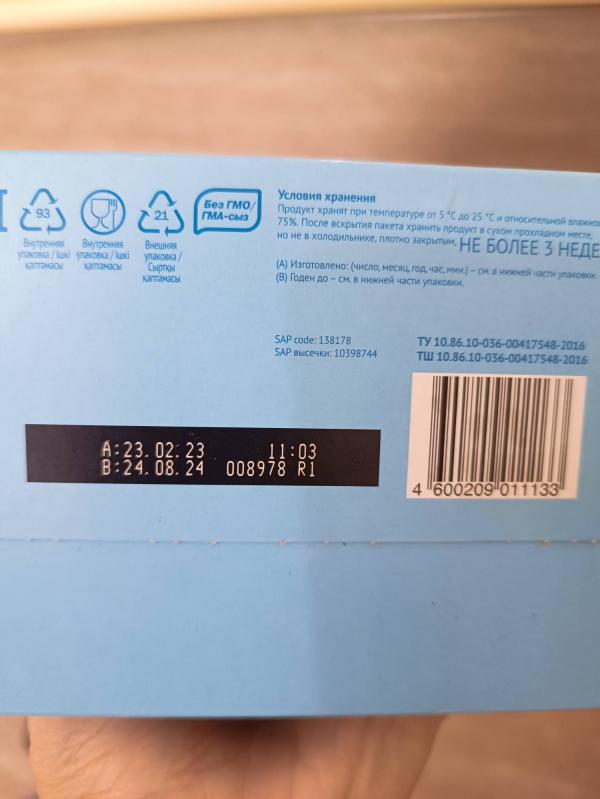 93
21
Без ГМО/
ГМА-сыз
Внутренняя
упаковка / Ішкі
қаптамасы
Внутренняя
упаковка / Ішкі
қаптамасы
Внешняя
упаковка /
Сыртқы
қаптамасы
Условия хранения
Продукт хранят при температуре от 5 °С до 25 °С и относительной
75%. После вскрытия пакета хранить продукт в сухом прохладном месте,
но не в холодильнике, плотно закрытым, НЕ БОЛЕЕ 3
(А) Изготовлено: (число, месяц, год, час, мин.) – см. в нижней части упаковки.
(В) Годен до – см. в нижней части упаковки.
SAP code: 138178
SAP высечки: 10398744
ТУ 10.86.10-036-00417548-2016
ТШ 10.86.10-036-00417548-2016
A:23.02.23 11:03
B:24.08.24 008978 R1
4 600209 011133